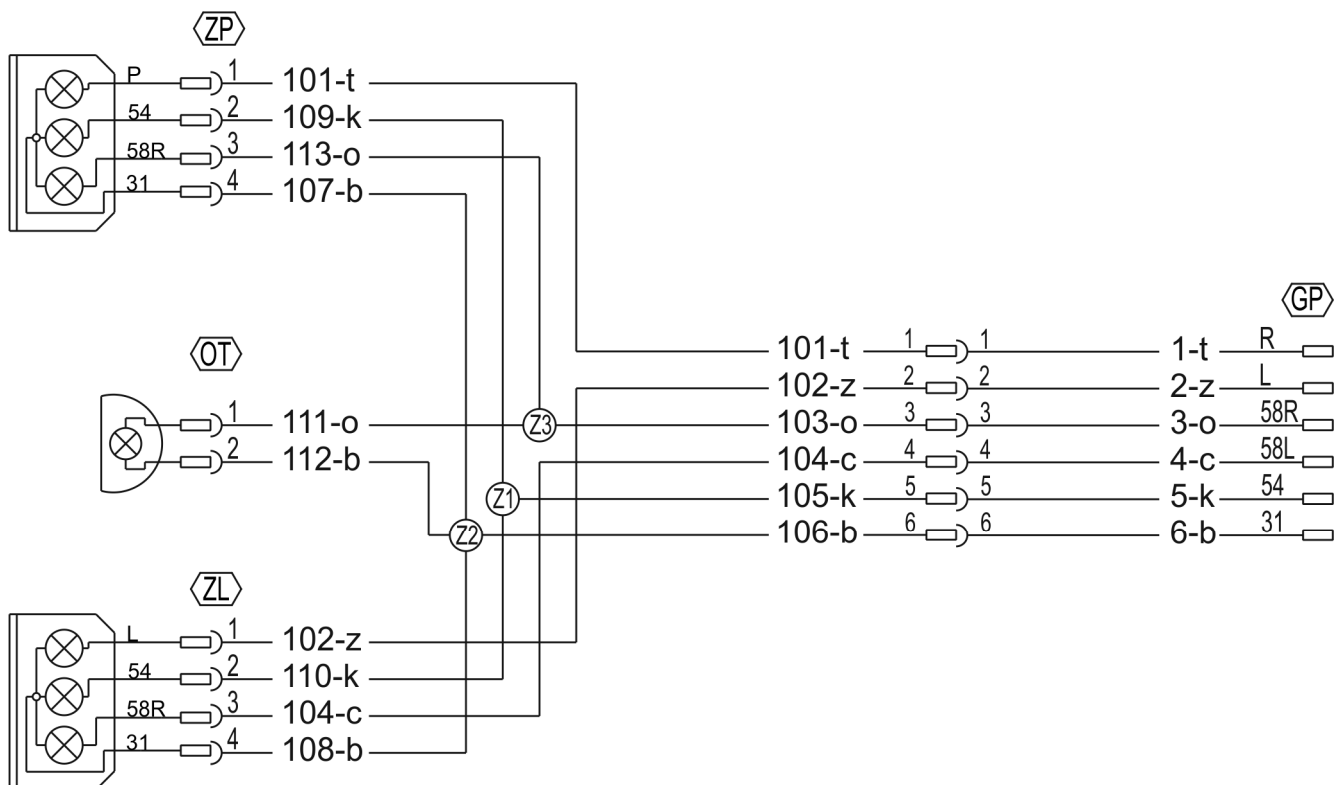 ZP
P 1 101-t
54 2 109-k
58R 3 113-o
31 4 107-b
GP
OT
101-t 1 1 1-t R
102-z 2 2 2-z L
1 111-o Z3 103-o 3 3 3-o 58R
2 112-b 104-c 4 4 4-c 58L
Z1 105-k 5 5 5-k 54
Z2 106-b 6 6 6-b 31
ZL
L 1 102-z
54 2 110-k
58R 3 104-c
31 4 108-b